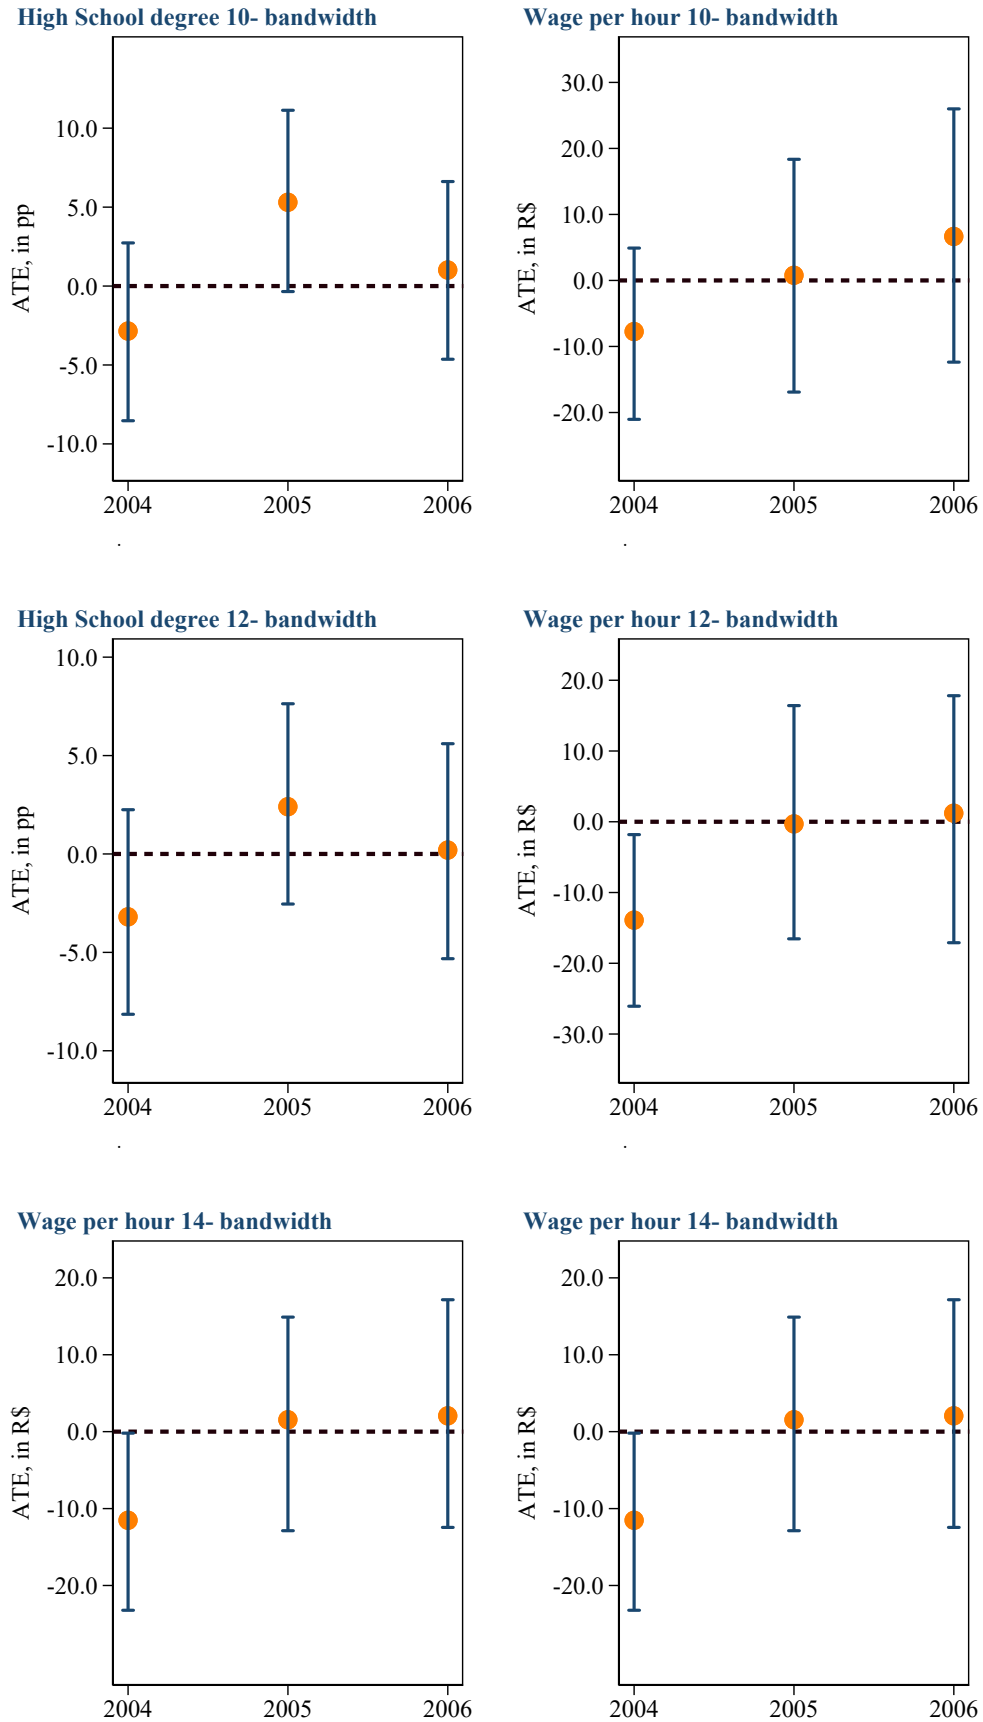 High School degree 10- bandwidth
ATE, in pp
10.0
5.0
0.0
-5.0
-10.0
2004 2005 2006
.
Wage per hour 10- bandwidth
ATE, in R$
30.0
20.0
10.0
0.0
-10.0
-20.0
2004 2005 2006
.
High School degree 12- bandwidth
ATE, in pp
10.0
5.0
0.0
-5.0
-10.0
2004 2005 2006
.
Wage per hour 12- bandwidth
ATE, in R$
20.0
10.0
0.0
-10.0
-20.0
-30.0
2004 2005 2006
.
Wage per hour 14- bandwidth
ATE, in R$
20.0
10.0
0.0
-10.0
-20.0
2004 2005 2006
Wage per hour 14- bandwidth
ATE, in R$
20.0
10.0
0.0
-10.0
-20.0
2004 2005 2006